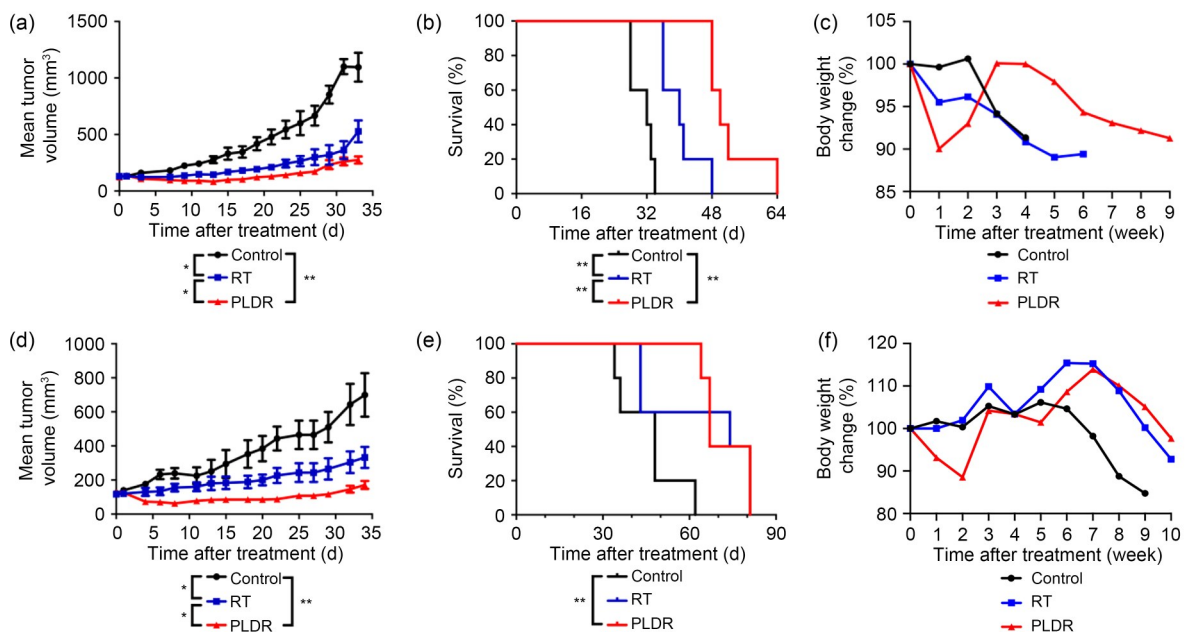 (a)
Mean tumor
volume (mm³)
1500
1000
500
0
0 5 10 15 20 25 30 35
Time after treatment (d)
Control
RT
PLDR
*
*
**
(b)
Survival (%)
100
80
60
40
20
0
0 16 32 48 64
Time after treatment (d)
Control
RT
PLDR
**
**
**
(c)
Body weight
change (%)
105
100
95
90
85
0 1 2 3 4 5 6 7 8 9
Time after treatment (week)
Control
RT
PLDR
(d)
Mean tumor
volume (mm³)
1000
800
600
400
200
0
0 5 10 15 20 25 30 35
Time after treatment (d)
Control
RT
PLDR
*
*
**
(e)
Survival (%)
100
80
60
40
20
0
0 30 60 90
Time after treatment (d)
Control
RT
PLDR
**
(f)
Body weight
change (%)
120
110
100
90
80
0 1 2 3 4 5 6 7 8 9 10
Time after treatment (week)
Control
RT
PLDR